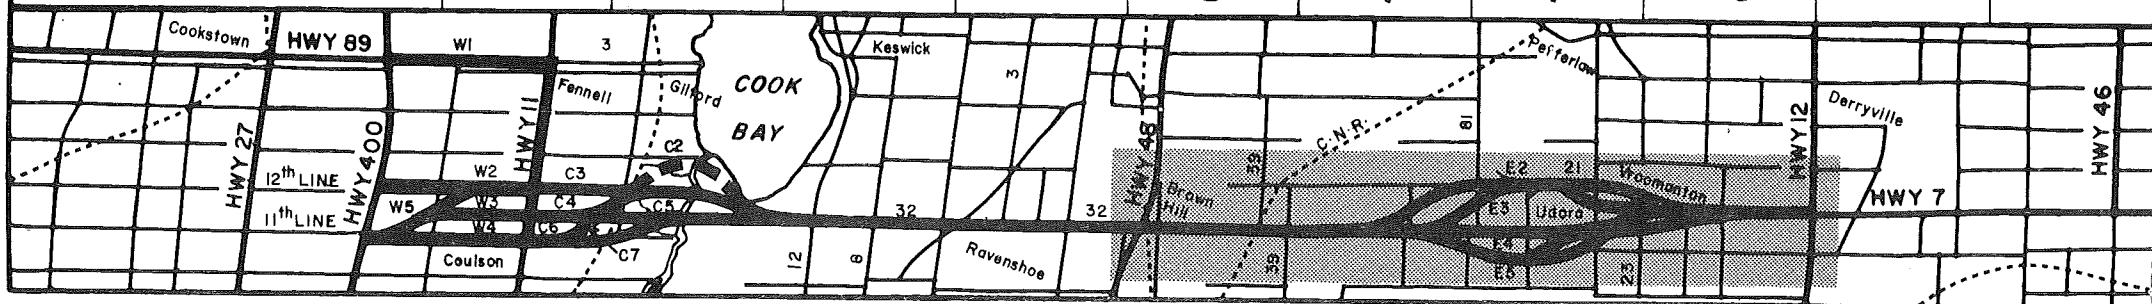 Cookstown
HWY 89
W1
3
Keswick
Pefferlaw
COOK
BAY
3
Fennell
Gilford
HWY 11
HWY 27
HWY 400
HWY 48
C.N.R.
81
HWY 12
Derryville
HWY 46
12th LINE
11th LINE
C2
W2
C3
W5
W3
C4
C5
W4
C6
C7
Coulson
32
32
12
8
Ravenshoe
Brown
Hill
39
39
E2
21
Vroomanton
E3
Udora
E4
E5
23
HWY 7